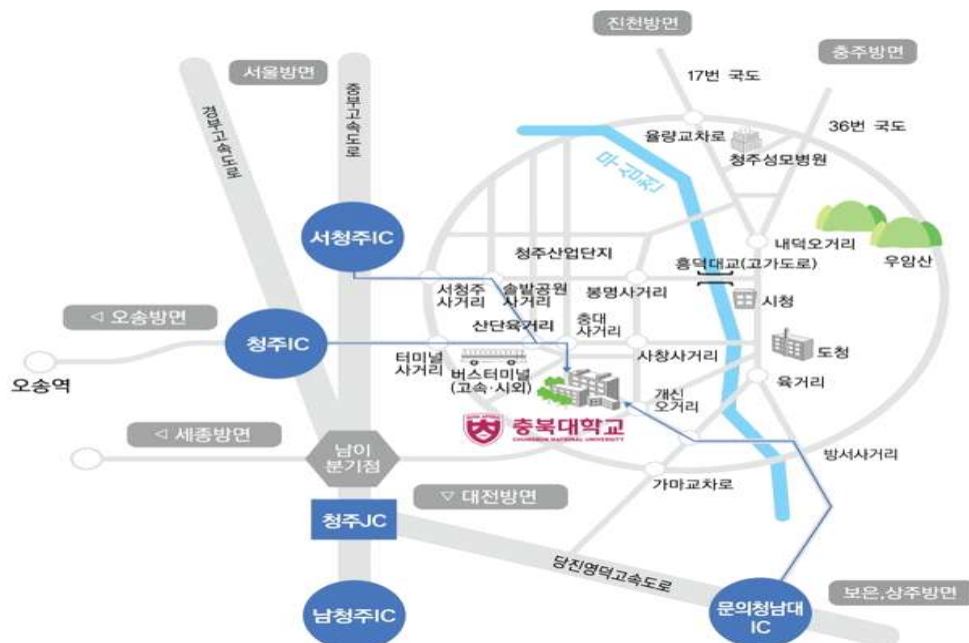 진천방면
충주방면
서울방면
17번 국도
36번 국도
경부고속도로
중부고속도로
율량교차로
청주성모병원
무심천
서청주IC
내덕오거리
우암산
청주산업단지
흥덕대교(고가도로)
서청주
사거리
솔밭공원
사거리
봉명사거리
시청
◁ 오송방면
산단육거리
충대
사거리
청주IC
터미널
사거리
버스터미널
(고속·시외)
사창사거리
도청
오송역
육거리
개신
오거리
충북대학교
CHUNGBUK NATIONAL UNIVERSITY
◁ 세종방면
남이
분기점
방서사거리
가마교차로
▽ 대전방면
청주JC
당진영덕고속도로
남청주IC
문의청남대
IC
보은,상주방면